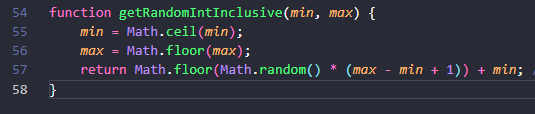 54 function getRandomIntInclusive(min, max) {
55     min = Math.ceil(min);
56     max = Math.floor(max);
57     return Math.floor(Math.random() * (max - min + 1)) + min; /
58 }